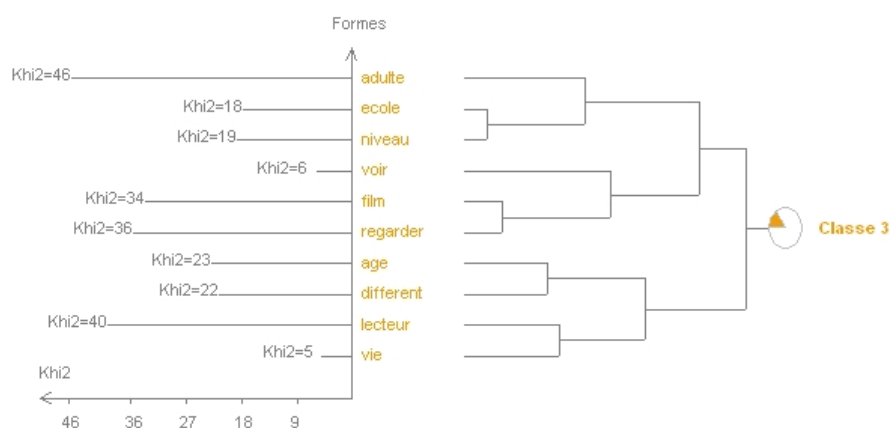 Formes
Khi2=46 adulte
Khi2=18 ecole
Khi2=19 niveau
Khi2=6 voir
Khi2=34 film
Khi2=36 regarder
Classe 3
Khi2=23 age
Khi2=22 different
Khi2=40 lecteur
Khi2=5 vie
Khi2
46 36 27 18 9